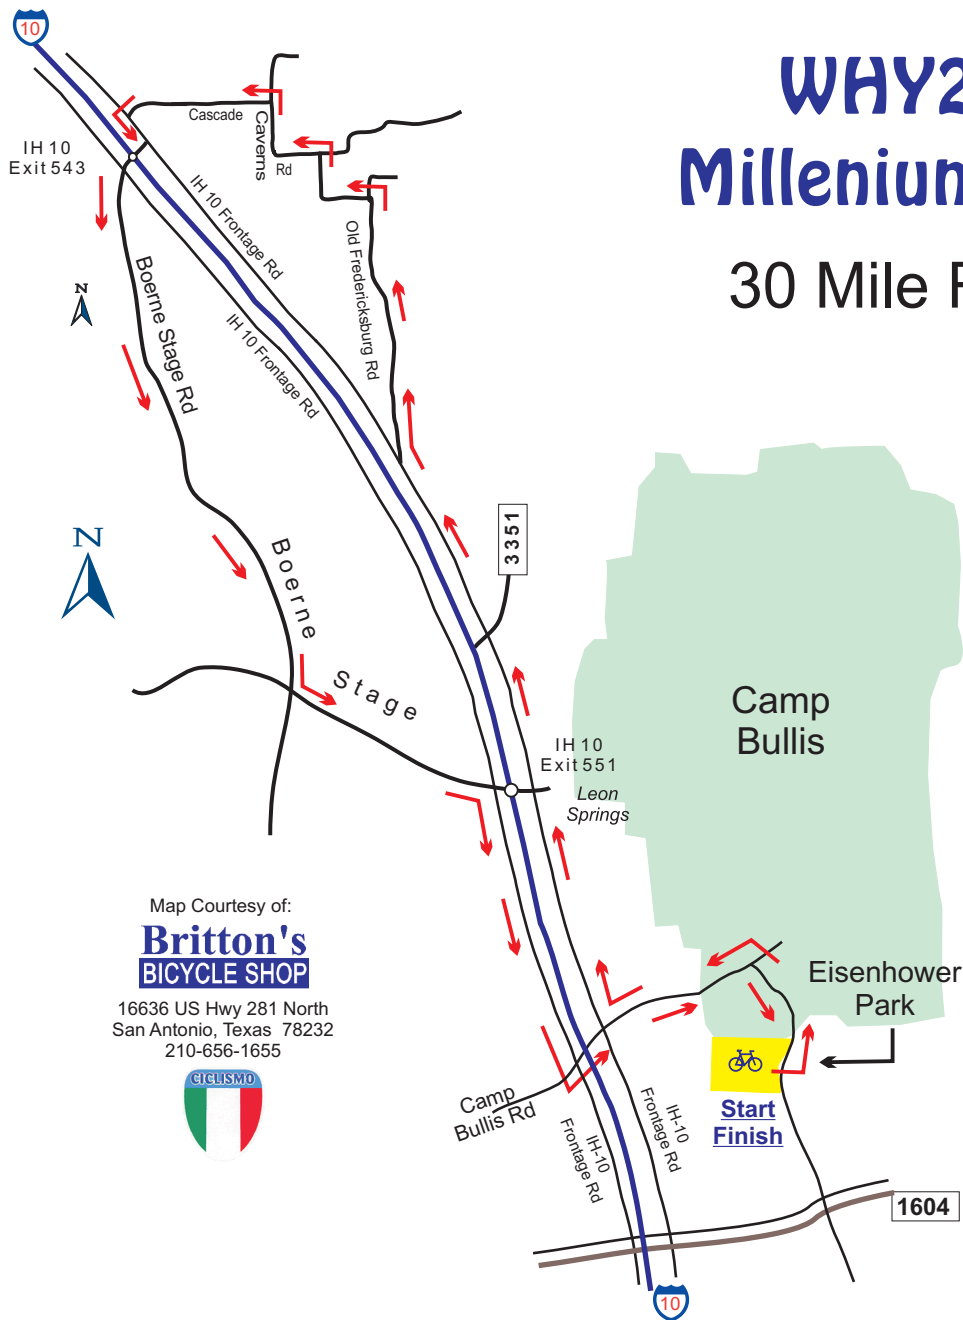 10
WHY2
Millenium
30 Mile
IH 10
Exit 543
Cascade
Caverns
Rd
IH 10 Frontage Rd
IH 10 Frontage Rd
Old Fredericksburg Rd
N
Boerne Stage Rd
N
Boerne
Stage
3351
Camp
Bullis
IH 10
Exit 551
Leon
Springs
Map Courtesy of:
Britton's
BICYCLE SHOP
16636 US Hwy 281 North
San Antonio, Texas 78232
210-656-1655
CICLISMO
Eisenhower
Park
Start
Finish
Camp
Bullis Rd
IH-10
Frontage Rd
IH-10
Frontage Rd
1604
10